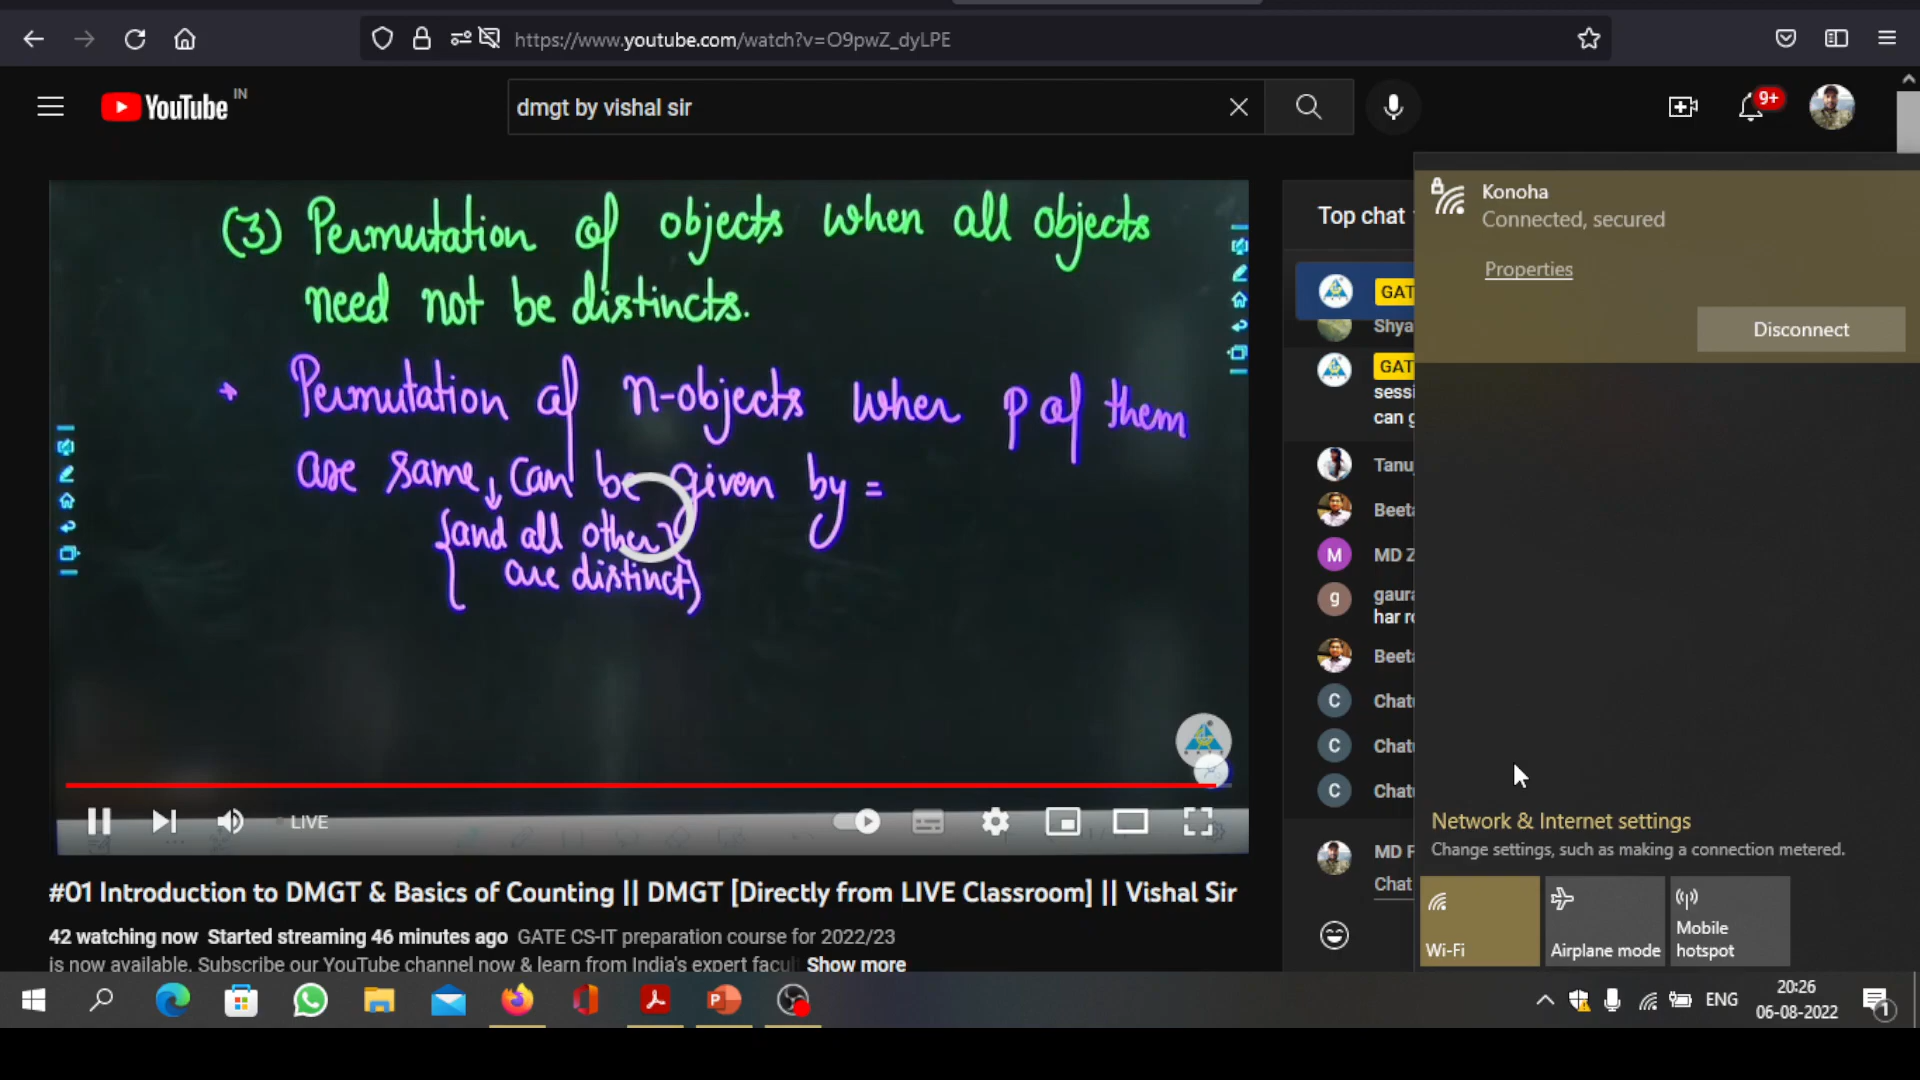 https://www.youtube.com/watch?v=O9pwZ_dyLPE
YouTube IN
dmgt by vishal sir
9+
(3) Permutation of objects when all objects
need not be distincts.
Permutation of n-objects when p of them
are same, can be given by =
{and all other
are distinct}
LIVE
#01 Introduction to DMGT & Basics of Counting || DMGT [Directly from LIVE Classroom] || Vishal Sir
42 watching now Started streaming 46 minutes ago GATE CS-IT preparation course for 2022/23
is now available. Subscribe our YouTube channel now & learn from India's expert facul Show more
Top chat
GAT
Shya
GAT
sessi
can g
Tanu
Beet
M MD Z
g gaura
har ro
Beeta
C Chat
C Chat
C Chat
MD F
Chat
Konoha
Connected, secured
Properties
Disconnect
Network & Internet settings
Change settings, such as making a connection metered.
Wi-Fi
Airplane mode
Mobile
hotspot
ENG
20:26
06-08-2022
1